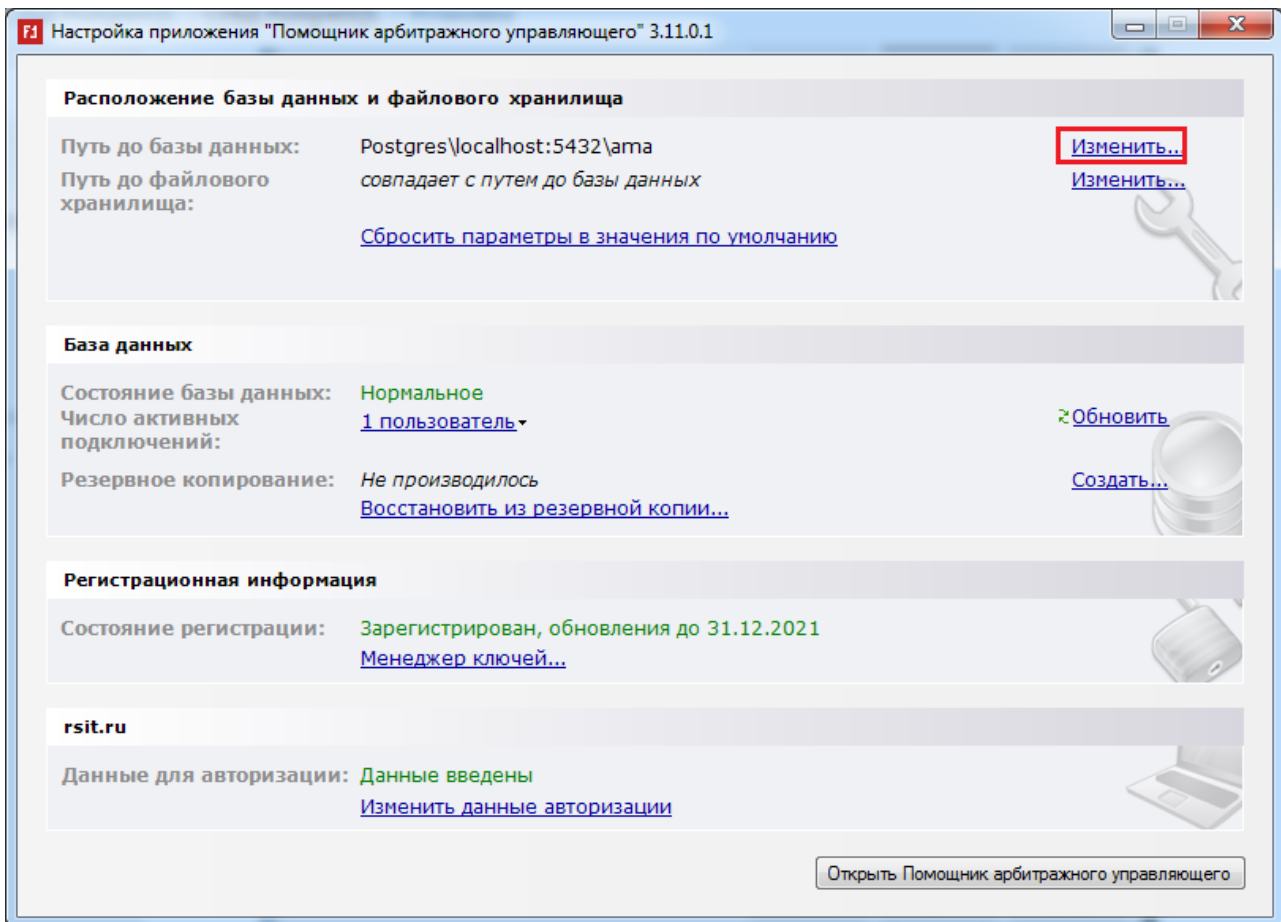 Настройка приложения "Помощник арбитражного управляющего" 3.11.0.1
Расположение базы данных и файлового хранилища
Путь до базы данных: Postgres\localhost:5432\ama Изменить...
Путь до файлового совпадает с путем до базы данных Изменить...
хранилища:
Сбросить параметры в значения по умолчанию
База данных
Состояние базы данных: Нормальное
Число активных 1 пользователь Обновить
подключений:
Резервное копирование: Не производилось Создать...
Восстановить из резервной копии...
Регистрационная информация
Состояние регистрации: Зарегистрирован, обновления до 31.12.2021
Менеджер ключей...
rsit.ru
Данные для авторизации: Данные введены
Изменить данные авторизации
Открыть Помощник арбитражного управляющего